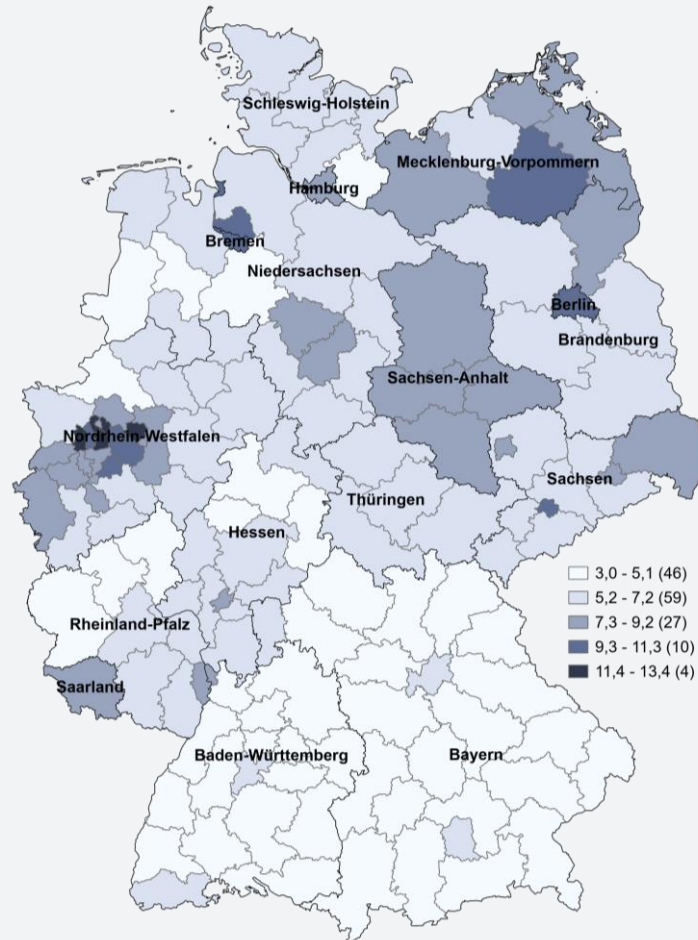 Schleswig-Holstein
Mecklenburg-Vorpommern
Hamburg
Bremen
Niedersachsen
Berlin
Brandenburg
Sachsen-Anhalt
Nordrhein-Westfalen
Sachsen
Thüringen
Hessen
Rheinland-Pfalz
Saarland
Baden-Württemberg
Bayern
3,0 - 5,1 (46)
5,2 - 7,2 (59)
7,3 - 9,2 (27)
9,3 - 11,3 (10)
11,4 - 13,4 (4)